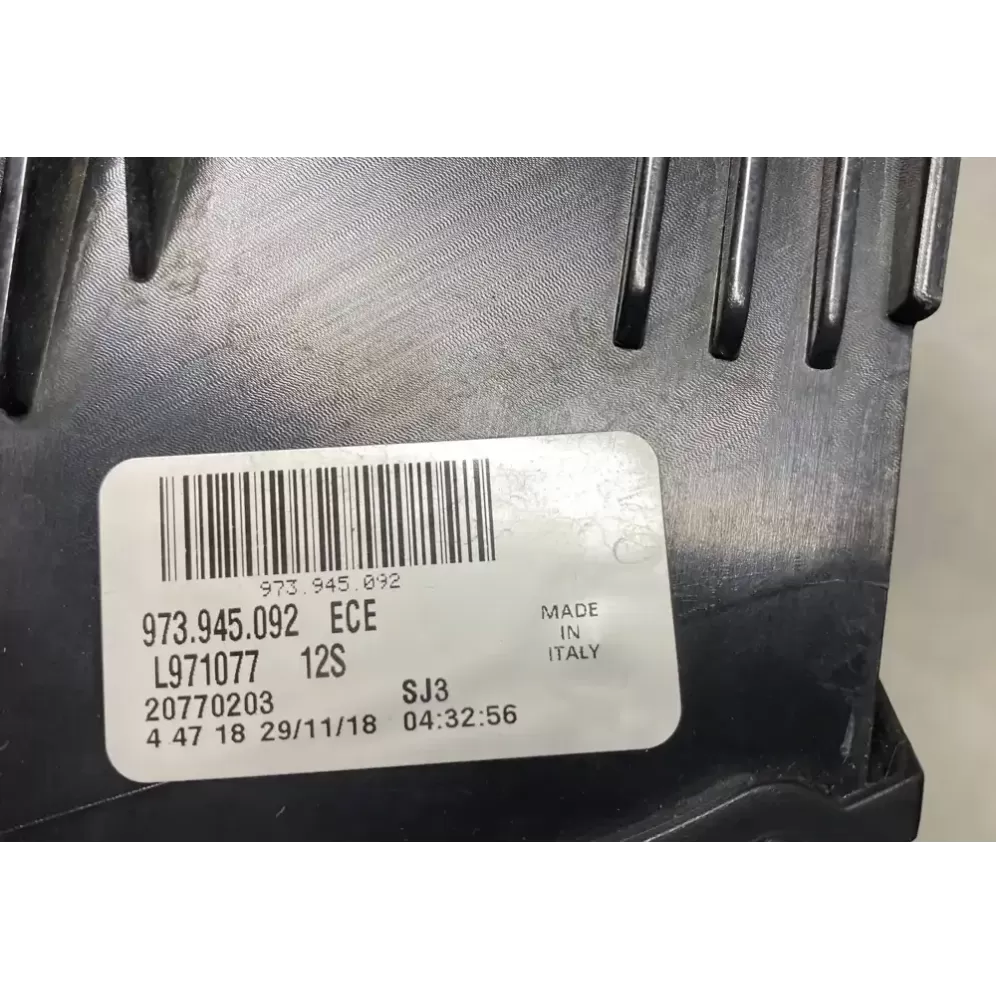 973.945.092
973.945.092 ECE
L971077 12S
20770203 SJ3
4 47 18 29/11/18 04:32:56
MADE
IN
ITALY